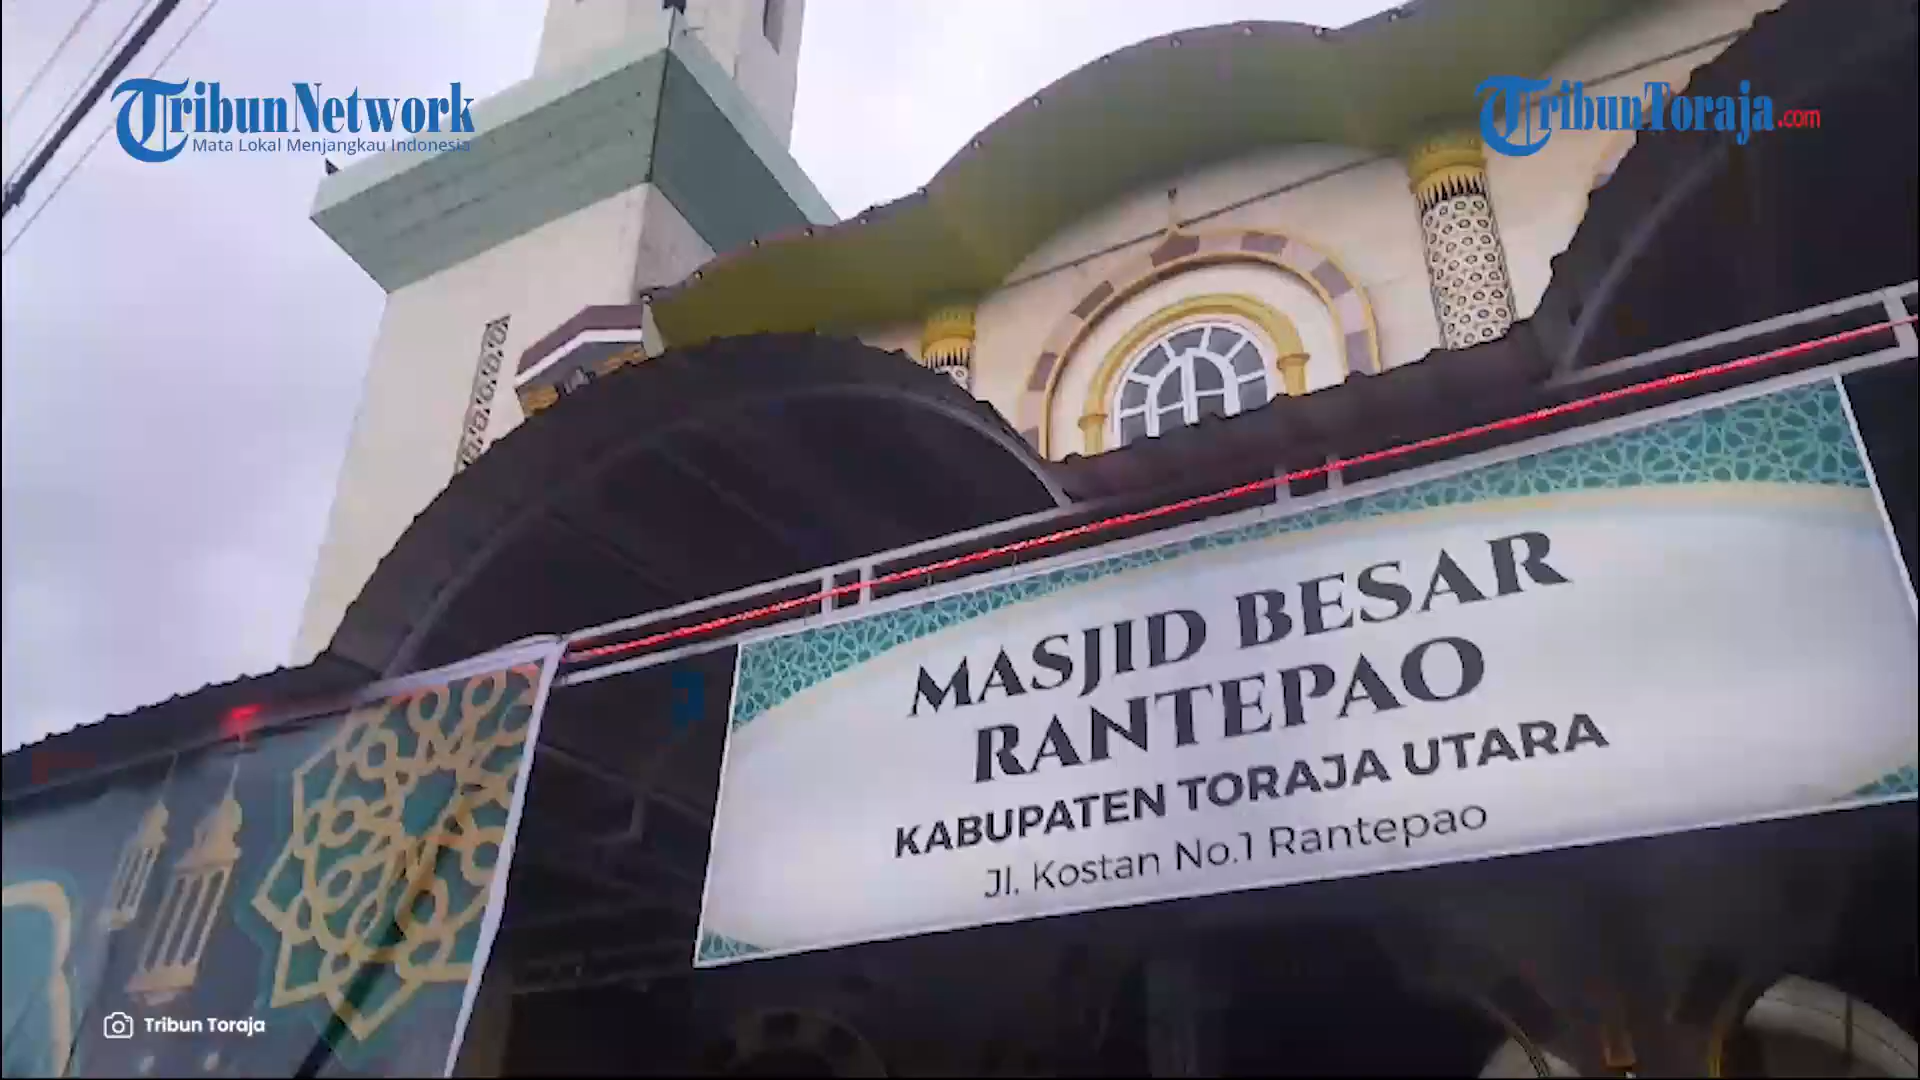 TribunNetwork
Mata Lokal Menjangkau Indonesia
TribunToraja.com
MASJID BESAR
RANTEPAO
KABUPATEN TORAJA UTARA
Jl. Kostan No.1 Rantepao
Tribun Toraja